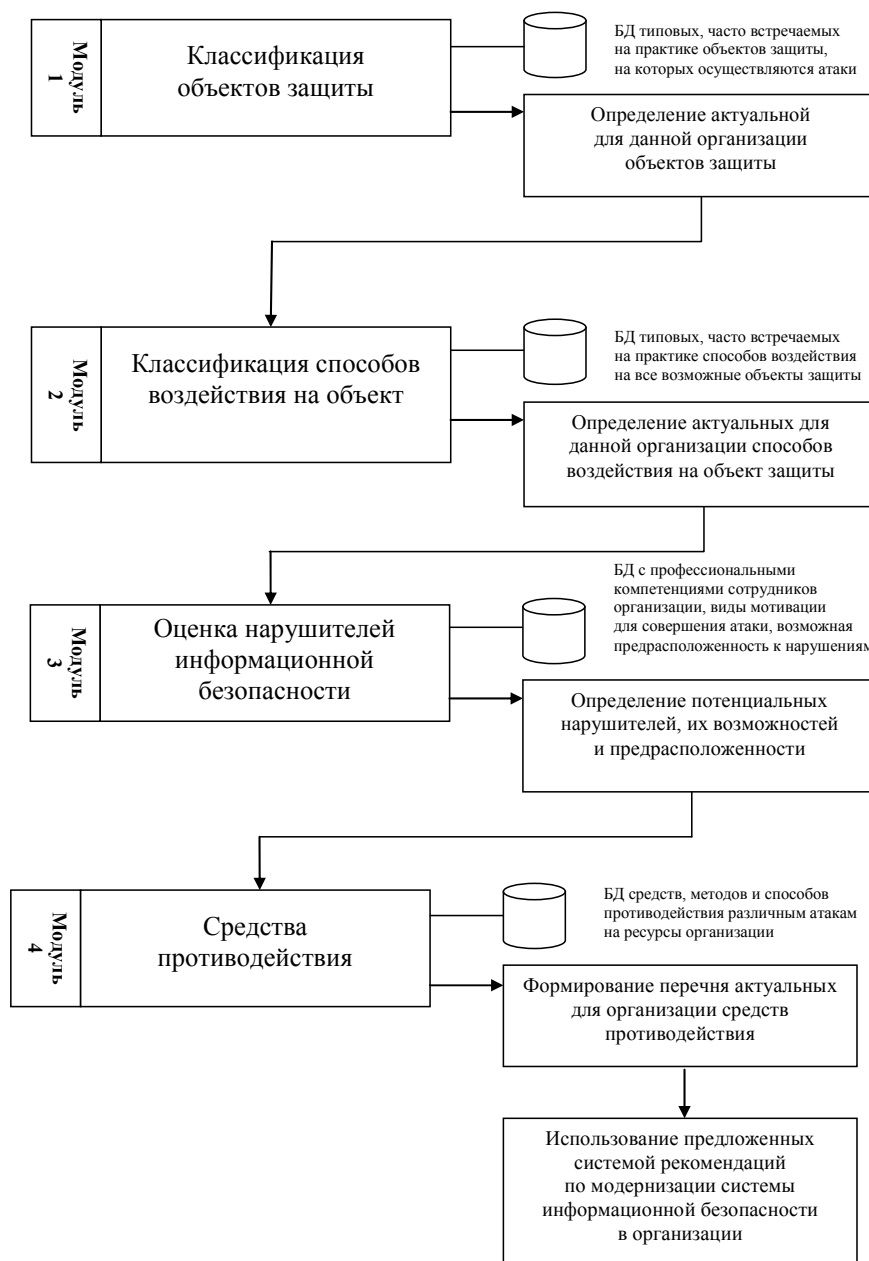 Модуль
1
Классификация
объектов защиты
БД типовых, часто встречаемых
на практике объектов защиты,
на которых осуществляются атаки
Определение актуальной
для данной организации
объектов защиты
Модуль
2
Классификация способов
воздействия на объект
БД типовых, часто встречаемых
на практике способов воздействия
на все возможные объекты защиты
Определение актуальных для
данной организации способов
воздействия на объект защиты
Модуль
3
Оценка нарушителей
информационной
безопасности
БД с профессиональными
компетенциями сотрудников
организации, виды мотивации
для совершения атаки, возможная
предрасположенность к нарушениям
Определение потенциальных
нарушителей, их возможностей
и предрасположенности
Модуль
4
Средства
противодействия
БД средств, методов и способов
противодействия различным атакам
на ресурсы организации
Формирование перечня актуальных
для организации средств
противодействия
Использование предложенных
системой рекомендаций
по модернизации системы
информационной безопасности
в организации